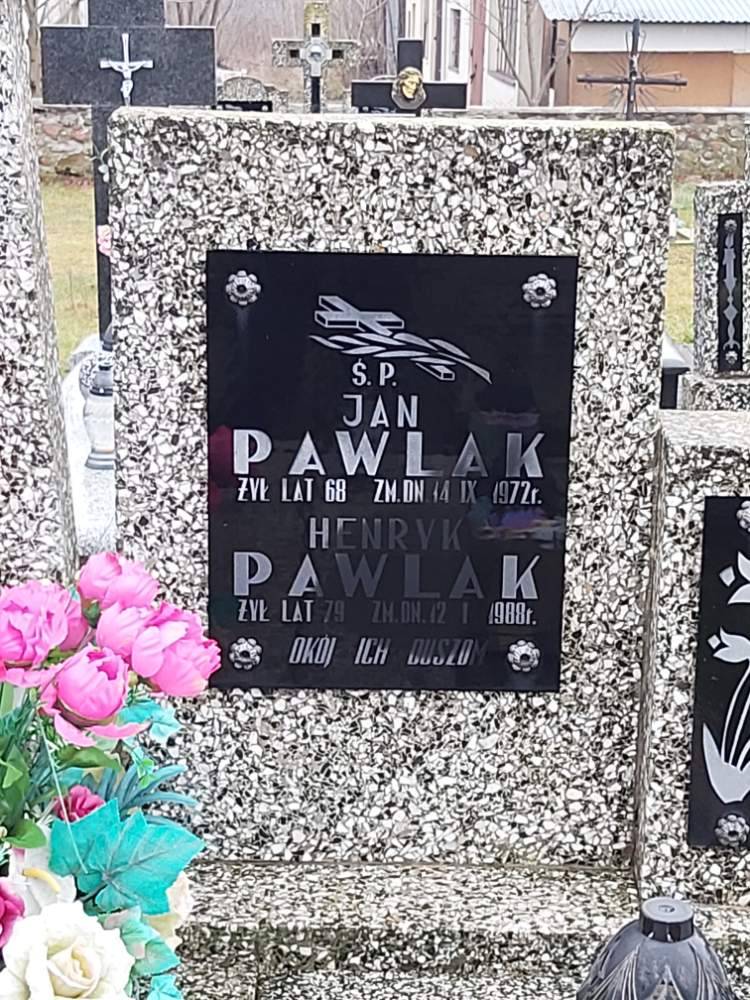 Ś.P.
JAN
PAWLAK
ŻYŁ LAT 68 ZM.DN 14 IX 1972r.
HENRYK
PAWLAK
ŻYŁ LAT 79 ZM.DN.12 I 1988r.
OKÓJ ICH DUSZOM